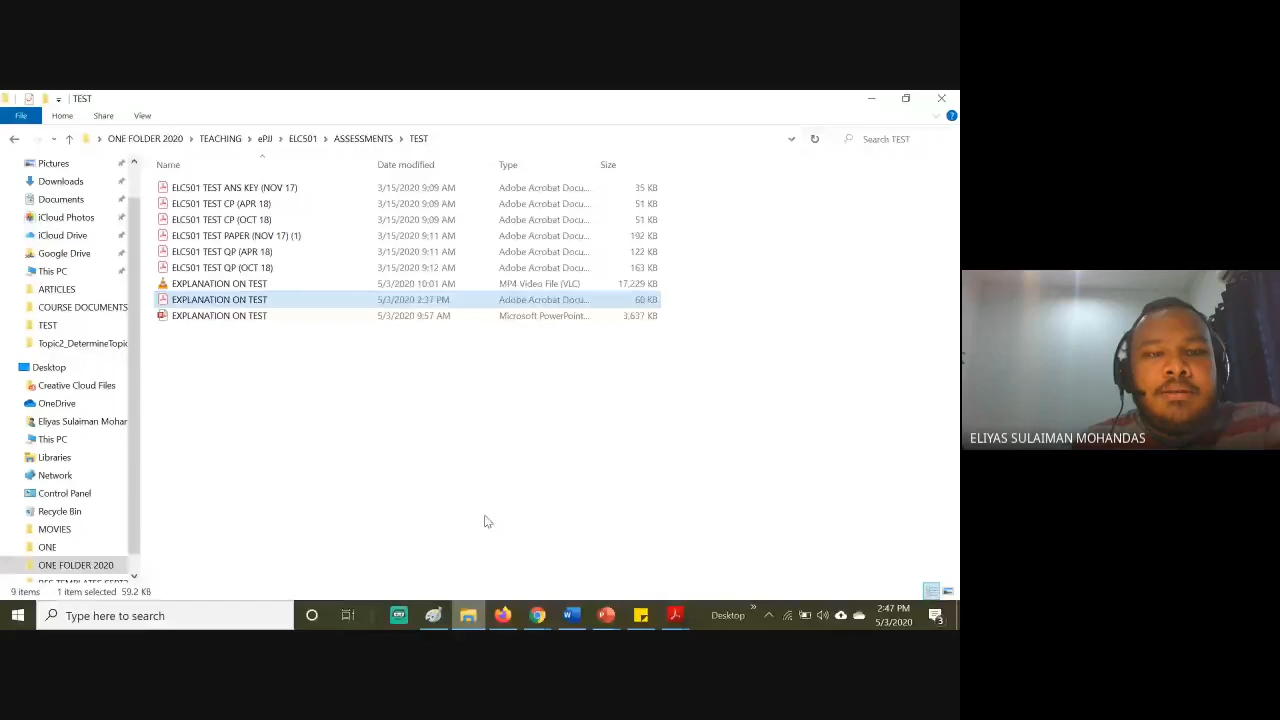 TEST
File Home Share View
ONE FOLDER 2020 TEACHING ePJJ ELC501 ASSESSMENTS TEST Search TEST
Name Date modified Type Size
ELC501 TEST ANS KEY (NOV 17) 3/15/2020 9:09 AM Adobe Acrobat Docu... 35 KB
ELC501 TEST CP (APR 18) 3/15/2020 9:09 AM Adobe Acrobat Docu... 51 KB
ELC501 TEST CP (OCT 18) 3/15/2020 9:09 AM Adobe Acrobat Docu... 51 KB
ELC501 TEST PAPER (NOV 17) (1) 3/15/2020 9:11 AM Adobe Acrobat Docu... 192 KB
ELC501 TEST QP (APR 18) 3/15/2020 9:11 AM Adobe Acrobat Docu... 122 KB
ELC501 TEST QP (OCT 18) 3/15/2020 9:12 AM Adobe Acrobat Docu... 163 KB
EXPLANATION ON TEST 5/3/2020 10:01 AM MP4 Video File (VLC) 17,229 KB
EXPLANATION ON TEST 5/3/2020 2:37 PM Adobe Acrobat Docu... 60 KB
EXPLANATION ON TEST 5/3/2020 9:57 AM Microsoft PowerPoint... 3,637 KB
Pictures
Downloads
Documents
iCloud Photos
iCloud Drive
Google Drive
This PC
ARTICLES
COURSE DOCUMENTS
TEST
Topic2_DetermineTopic
Desktop
Creative Cloud Files
OneDrive
Eliyas Sulaiman Mohar
This PC
Libraries
Network
Control Panel
Recycle Bin
MOVIES
ONE
ONE FOLDER 2020
9 items 1 item selected 59.2 KB
Type here to search
Desktop
2:47 PM
5/3/2020
3
ELIYAS SULAIMAN MOHANDAS